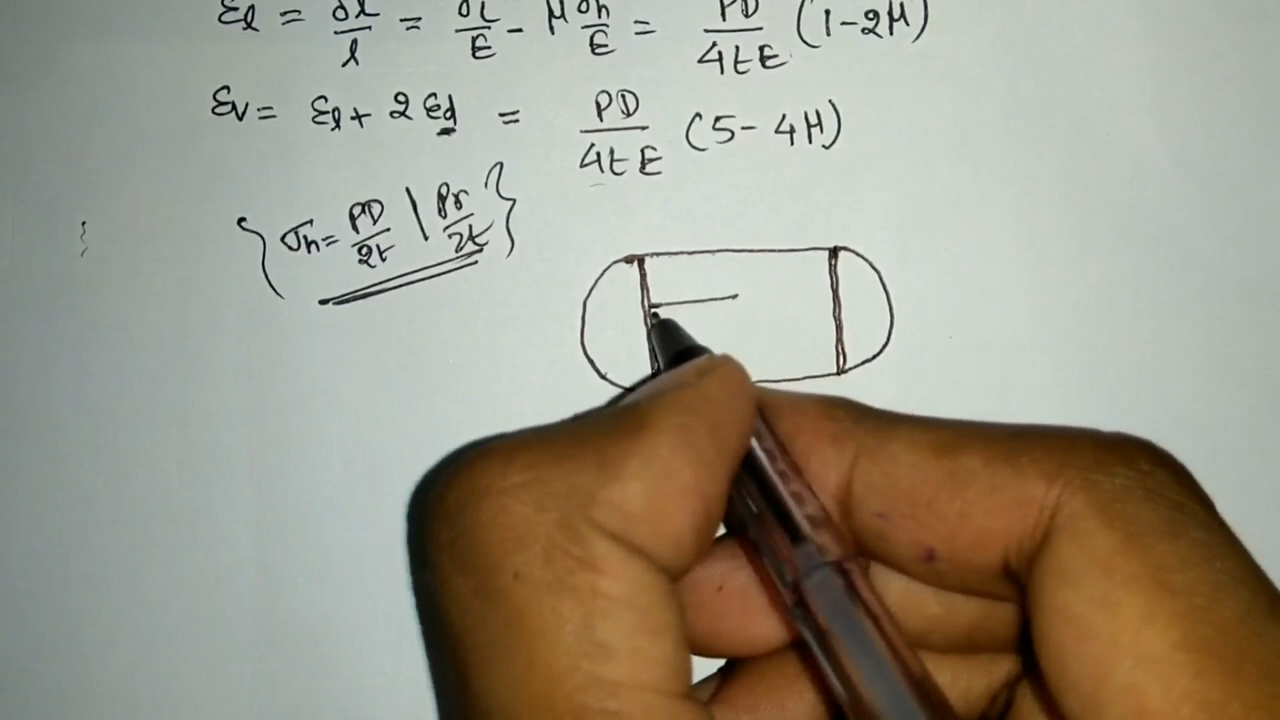 εl = δl/l = σL/E - μ σh/E = PD/4tE (1-2μ)
εv = εl + 2 εd = PD/4tE (5-4μ)
{ σh = PD/2t | Pr/2t }